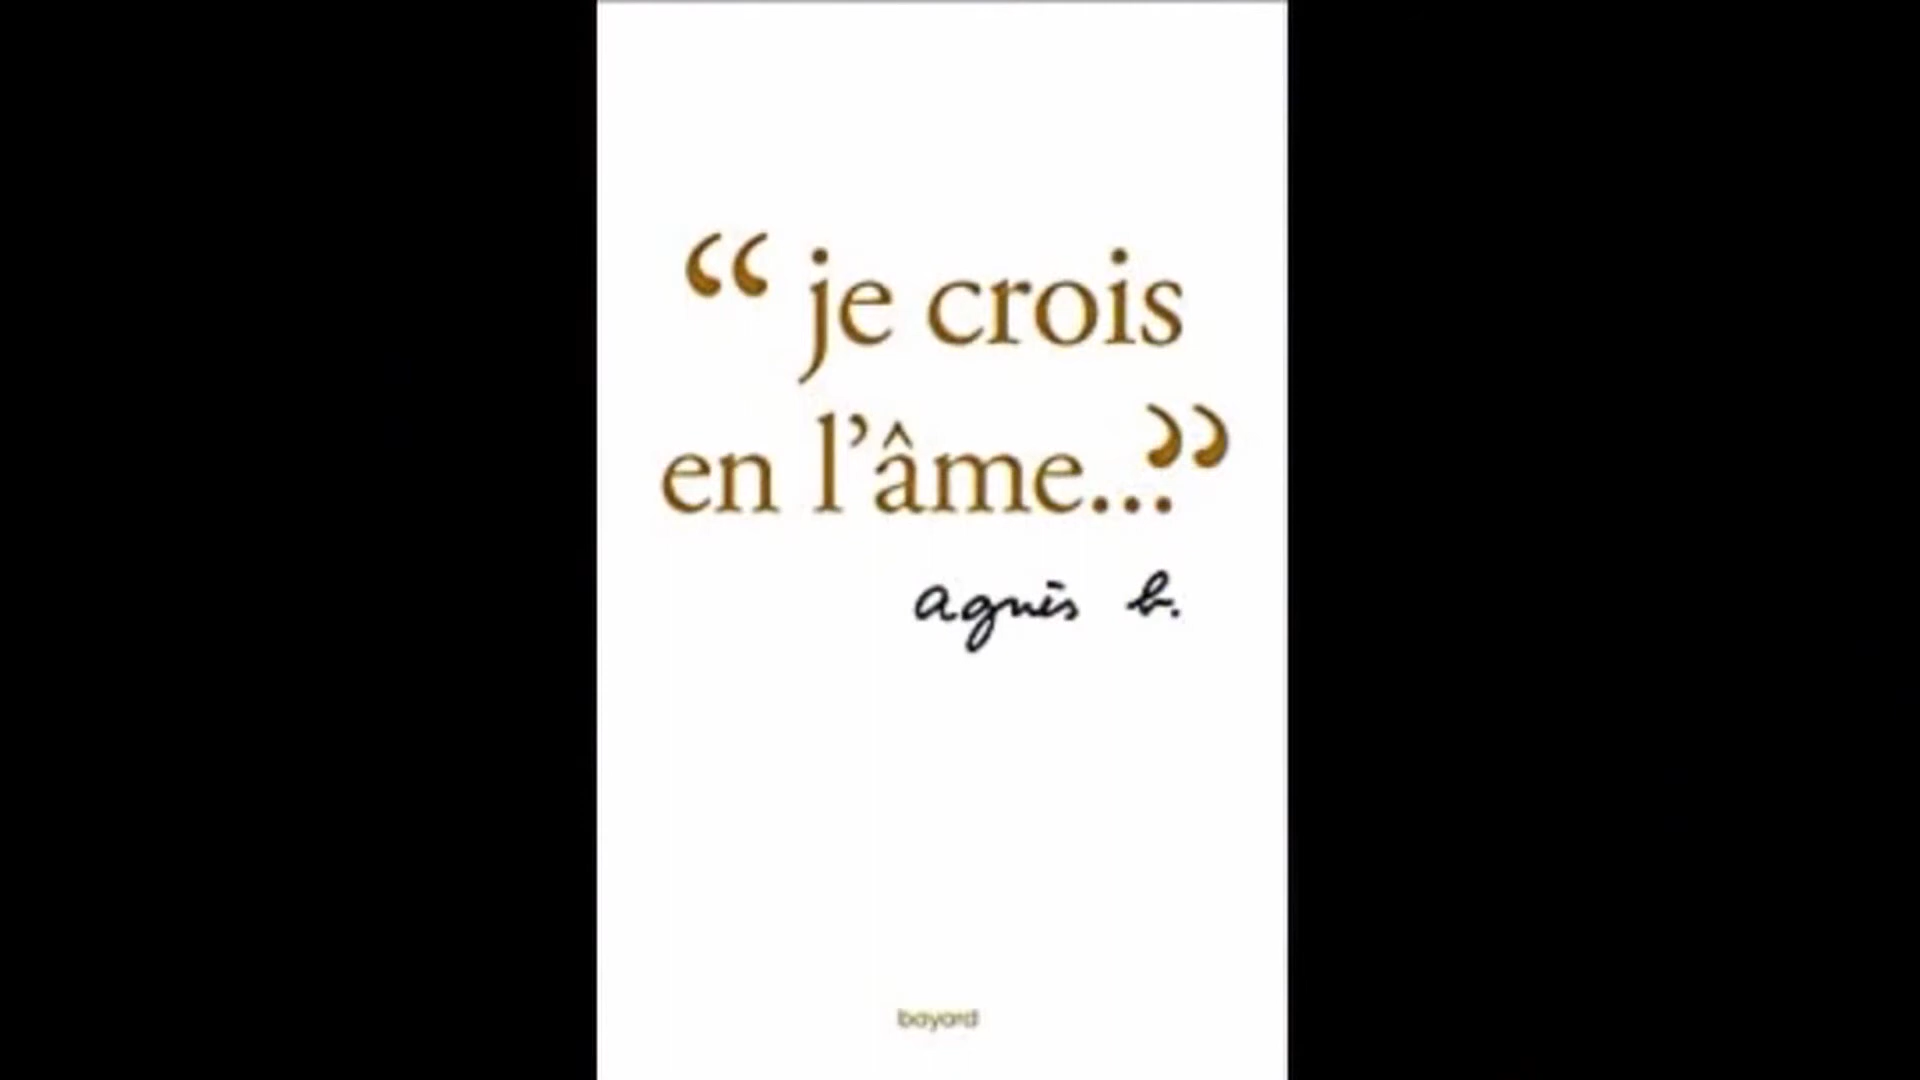 “ je crois
en l’âme...”
agnès b.
bayard